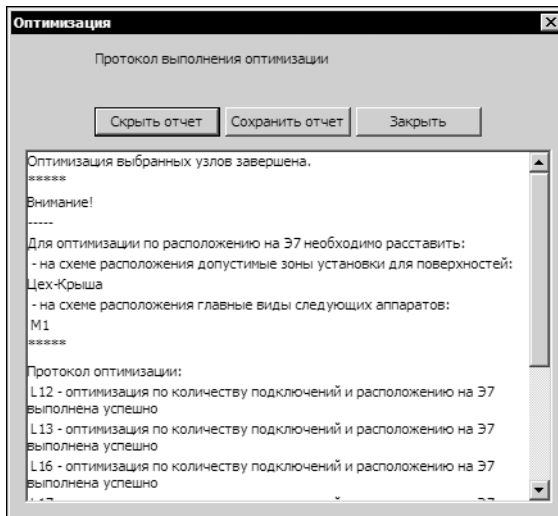 Оптимизация
Протокол выполнения оптимизации
Скрыть отчет Сохранить отчет Закрыть
Оптимизация выбранных узлов завершена.
*****
Внимание!
-----
Для оптимизации по расположению на Э7 необходимо расставить:
- на схеме расположения допустимые зоны установки для поверхностей:
Цех-Крыша
- на схеме расположения главные виды следующих аппаратов:
М1
*****
Протокол оптимизации:
L12 - оптимизация по количеству подключений и расположению на Э7
выполнена успешно
L13 - оптимизация по количеству подключений и расположению на Э7
выполнена успешно
L16 - оптимизация по количеству подключений и расположению на Э7
выполнена успешно